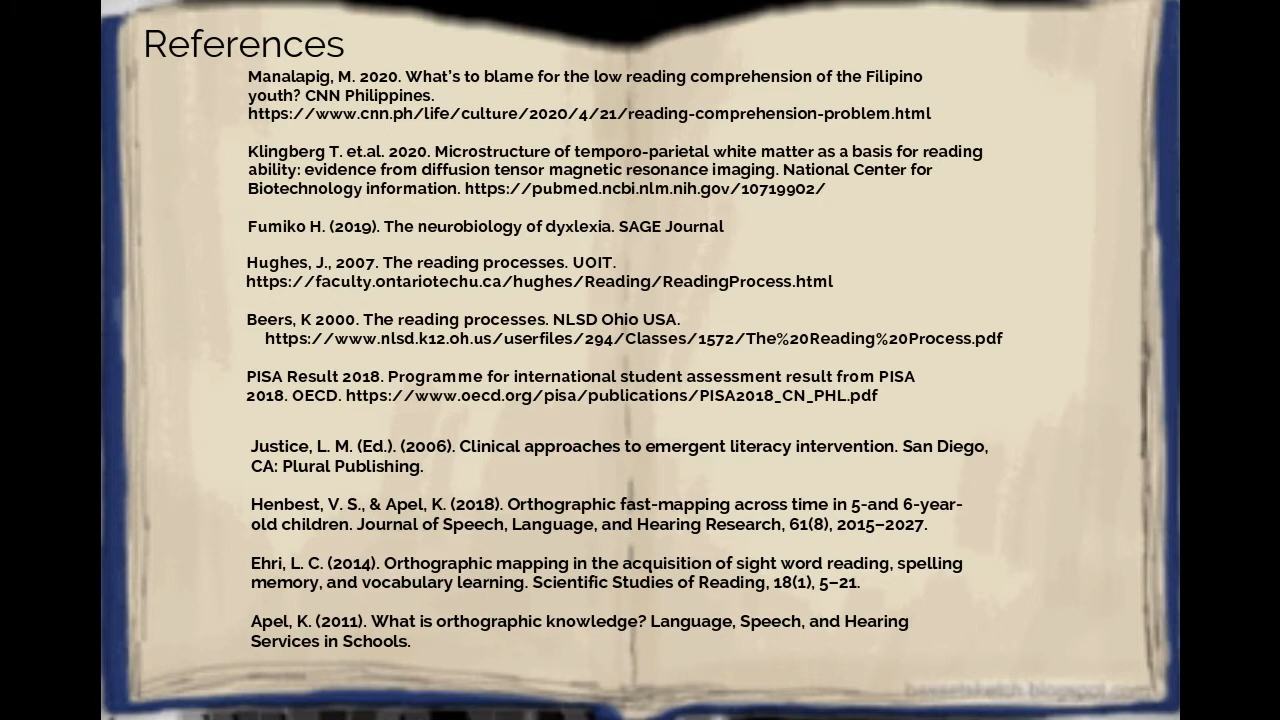 References
Manalapig, M. 2020. What's to blame for the low reading comprehension of the Filipino
youth? CNN Philippines.
https://www.cnn.ph/life/culture/2020/4/21/reading-comprehension-problem.html
Klingberg T. et.al. 2020. Microstructure of temporo-parietal white matter as a basis for reading
ability: evidence from diffusion tensor magnetic resonance imaging. National Center for
Biotechnology information. https://pubmed.ncbi.nlm.nih.gov/10719902/
Fumiko H. (2019). The neurobiology of dyxlexia. SAGE Journal
Hughes, J., 2007. The reading processes. UOIT.
https://faculty.ontariotechu.ca/hughes/Reading/ReadingProcess.html
Beers, K 2000. The reading processes. NLSD Ohio USA.
https://www.nlsd.k12.oh.us/userfiles/294/Classes/1572/The%20Reading%20Process.pdf
PISA Result 2018. Programme for international student assessment result from PISA
2018. OECD. https://www.oecd.org/pisa/publications/PISA2018_CN_PHL.pdf
Justice, L. M. (Ed.). (2006). Clinical approaches to emergent literacy intervention. San Diego,
CA: Plural Publishing.
Henbest, V. S., & Apel, K. (2018). Orthographic fast-mapping across time in 5-and 6-year-
old children. Journal of Speech, Language, and Hearing Research, 61(8), 2015–2027.
Ehri, L. C. (2014). Orthographic mapping in the acquisition of sight word reading, spelling
memory, and vocabulary learning. Scientific Studies of Reading, 18(1), 5–21.
Apel, K. (2011). What is orthographic knowledge? Language, Speech, and Hearing
Services in Schools.